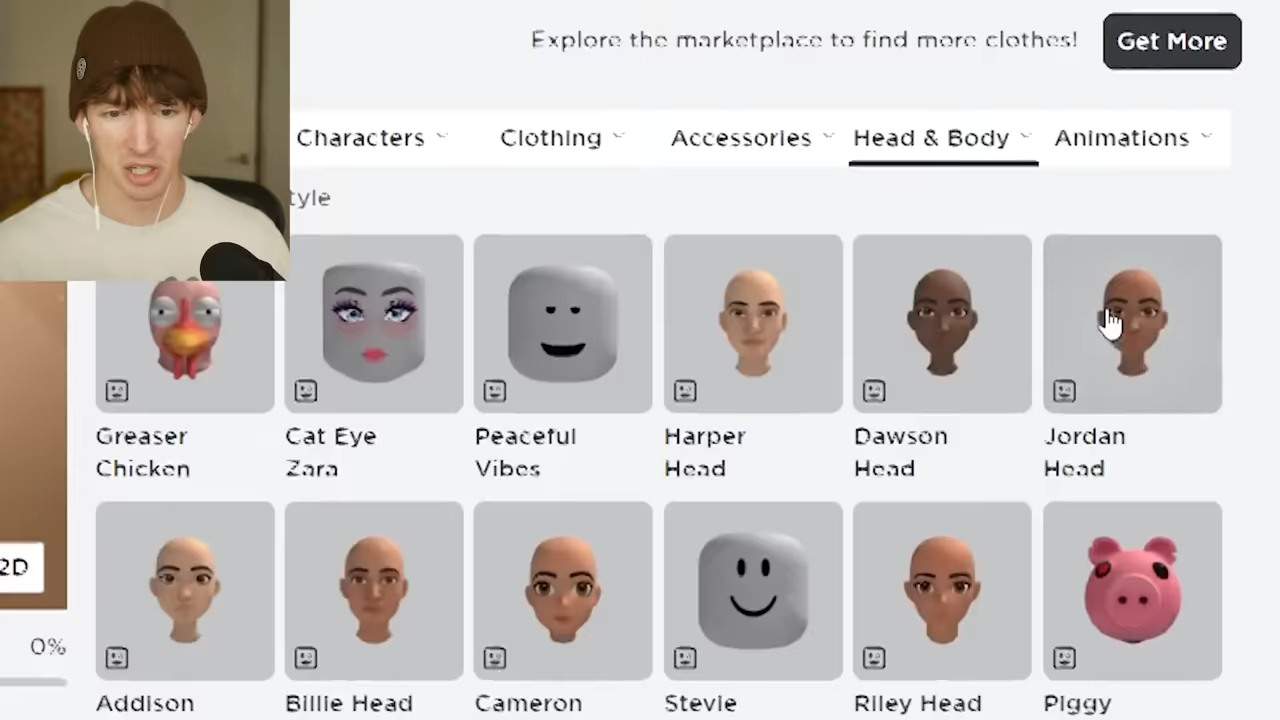 Explore the marketplace to find more clothes!
Get More
Characters
Clothing
Accessories
Head & Body
Animations
tyle
Greaser
Chicken
Cat Eye
Zara
Peaceful
Vibes
Harper
Head
Dawson
Head
Jordan
Head
2D
0%
Addison
Billie Head
Cameron
Stevie
Riley Head
Piggy